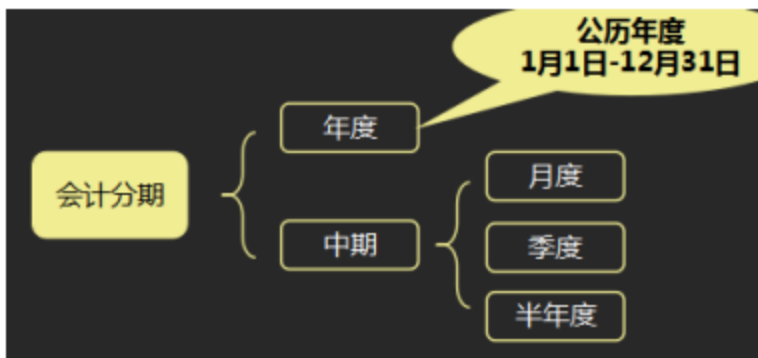 公历年度
1月1日-12月31日
年度
会计分期
中期
月度
季度
半年度